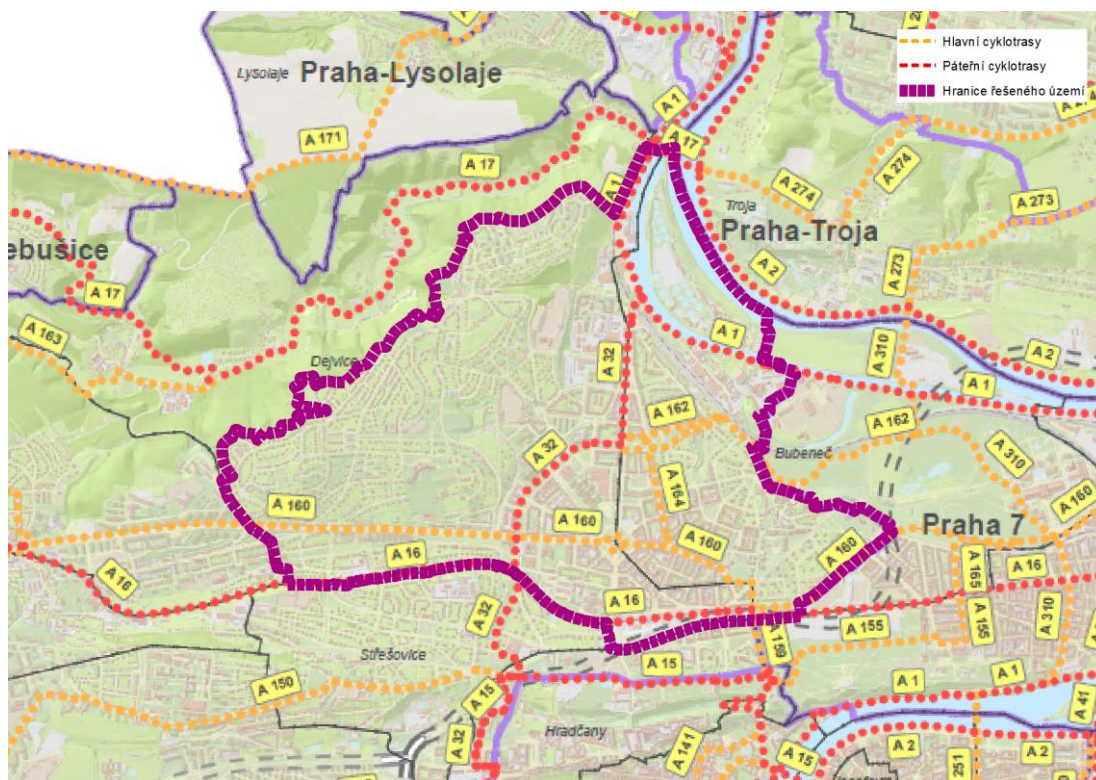 Hlavní cyklotrasy
Páteřní cyklotrasy
Hranice řešeného území
Lysolaje
Praha-Lysolaje
A 171
A 17
A 1
A 17
A 1
A 274
A 274
A 273
Troja
Praha-Troja
A 2
A 273
ebušice
A 17
A 163
Dejvice
A 32
A 1
A 310
A 2
A 1
A 162
A 162
Bubeneč
A 310
A 32
A 164
A 160
A 160
A 160
A 160
A 160
Praha 7
A 16
A 16
A 16
A 165
A 16
A 32
A 155
A 155
A 310
A 159
Střešovice
A 15
A 150
A 15
A 1
A 1
A 41
A 32
Hradčany
A 141
A 15
A 2
A 2
251